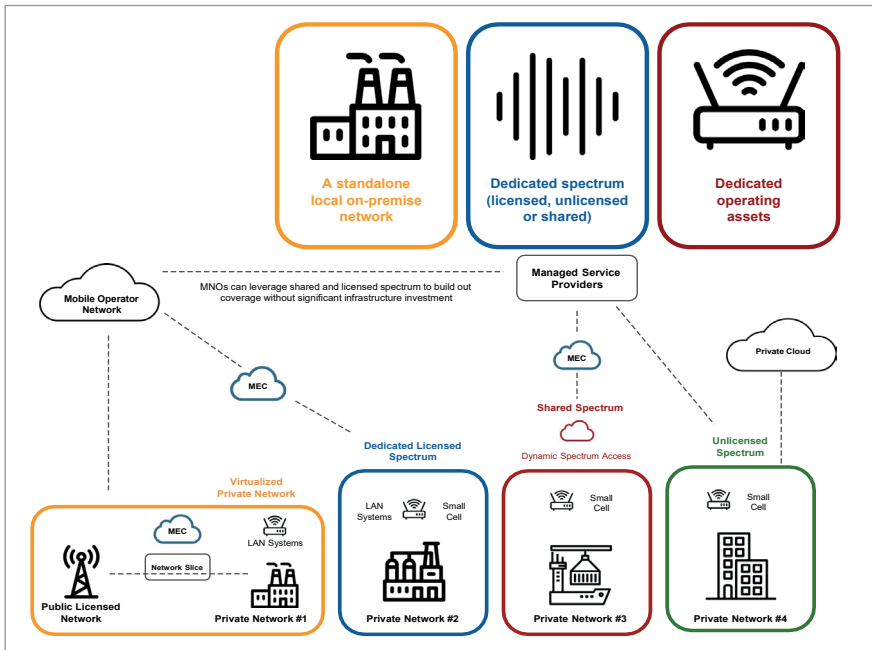 A standalone
local on-premise
network
Dedicated spectrum
(licensed, unlicensed
or shared)
Dedicated
operating
assets
Mobile Operator
Network
MNOs can leverage shared and licensed spectrum to build out
coverage without significant infrastructure investment
Managed Service
Providers
Private Cloud
MEC
MEC
Shared Spectrum
Dynamic Spectrum Access
Dedicated Licensed
Spectrum
Unlicensed
Spectrum
Virtualized
Private Network
MEC
LAN Systems
Network Slice
Public Licensed
Network
Private Network #1
LAN
Systems
Small
Cell
Private Network #2
Small
Cell
Private Network #3
Small
Cell
Private Network #4